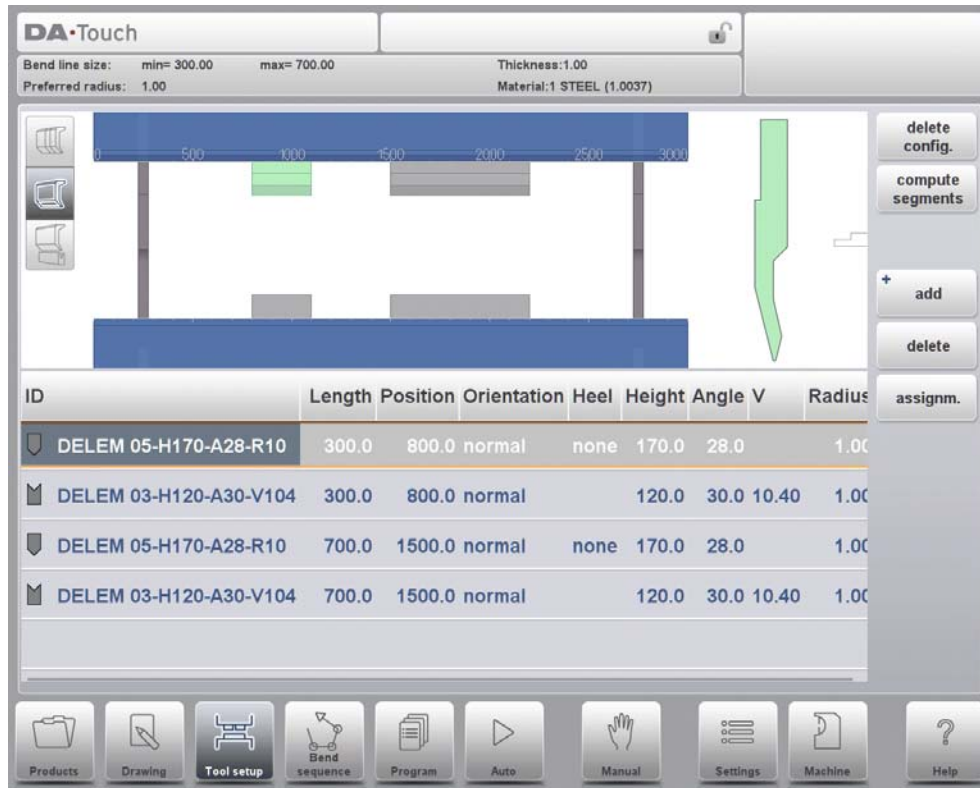 DA·Touch
Bend line size: min= 300.00 max= 700.00 Thickness:1.00
Preferred radius: 1.00 Material:1 STEEL (1.0037)
delete
config.
compute
segments
0 500 1000 1500 2000 2500 3000
+
add
delete
assignm.
ID Length Position Orientation Heel Height Angle V Radius
DELEM 05-H170-A28-R10 300.0 800.0 normal none 170.0 28.0 1.00
DELEM 03-H120-A30-V104 300.0 800.0 normal 120.0 30.0 10.40 1.00
DELEM 05-H170-A28-R10 700.0 1500.0 normal none 170.0 28.0 1.00
DELEM 03-H120-A30-V104 700.0 1500.0 normal 120.0 30.0 10.40 1.00
Products
Drawing
Tool setup
Bend
sequence
Program
Auto
Manual
Settings
Machine
?
Help